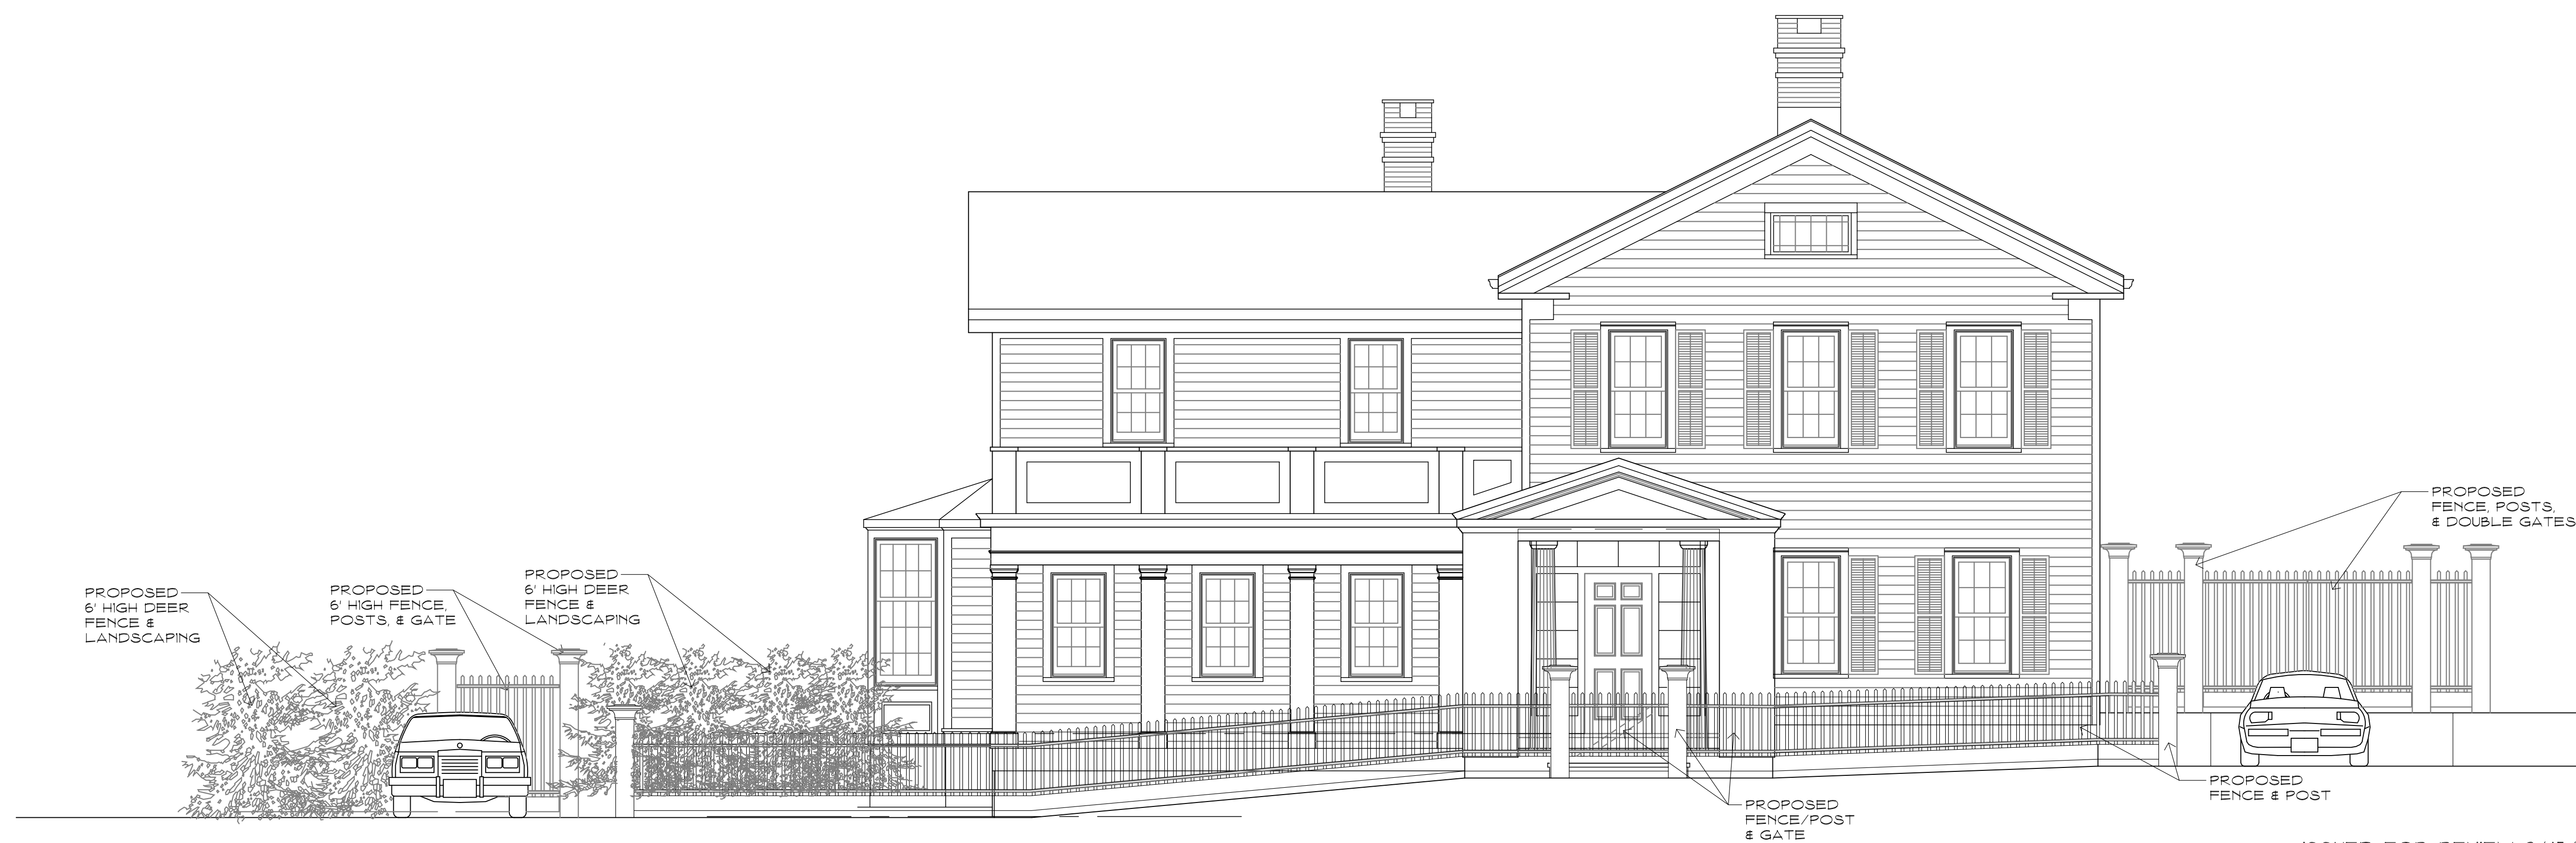 PROPOSED
6' HIGH DEER
FENCE &
LANDSCAPING
PROPOSED
6' HIGH FENCE,
POSTS, & GATE
PROPOSED
6' HIGH DEER
FENCE &
LANDSCAPING
PROPOSED
FENCE, POSTS,
& DOUBLE GATES
PROPOSED
FENCE & POST
PROPOSED
FENCE/POST
& GATE